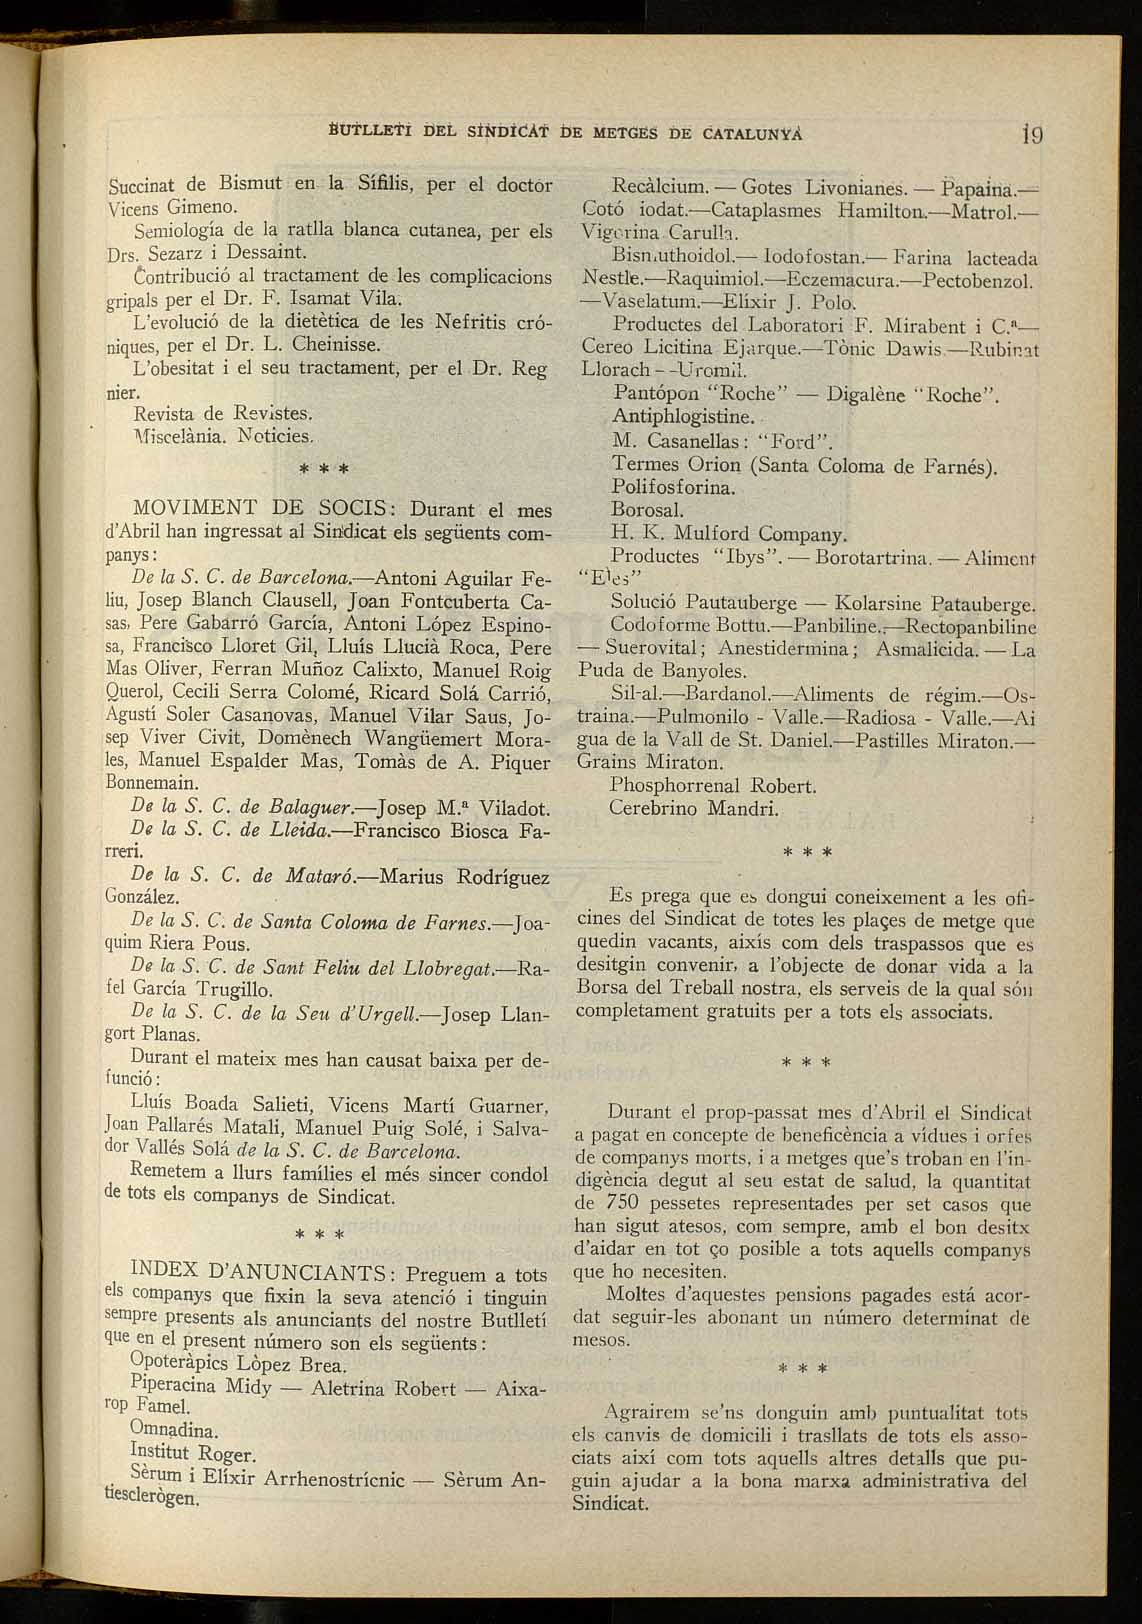 BUTLLETI DEL SINDICAT DE METGES DE CATALUNYA 19
Succinat de Bismut en la Sífilis, per el doctor
Vicens Gimeno.
Semiología de la ratlla blanca cutanea, per els
Drs. Sezarz i Dessaint.
Contribució al tractament de les complicacions
gripals per el Dr. F. Isamat Vila.
L'evolució de la dietètica de les Nefritis crò-
niques, per el Dr. L. Cheinisse.
L'obesitat i el seu tractament, per el Dr. Reg
nier.
Revista de Revistes.
Miscelània. Noticies.
* * *
MOVIMENT DE SOCIS: Durant el mes
d'Abril han ingressat al Sindicat els següents com-
panys:
De la S. C. de Barcelona.—Antoni Aguilar Fe-
liu, Josep Blanch Clausell, Joan Fontcuberta Ca-
sas, Pere Gabarró García, Antoni López Espino-
sa, Francisco Lloret Gil, Lluís Llucià Roca, Pere
Mas Oliver, Ferran Muñoz Calixto, Manuel Roig
Querol, Cecili Serra Colomé, Ricard Solá Carrió,
Agustí Soler Casanovas, Manuel Vilar Saus, Jo-
sep Viver Civit, Domènech Wangüemert Mora-
les, Manuel Espalder Mas, Tomàs de A. Piquer
Bonnemain.
De la S. C. de Balaguer.—Josep M.ª Viladot.
De la S. C. de Lleida.—Francisco Biosca Fa-
rreri.
De la S. C. de Mataró.—Marius Rodríguez
González.
De la S. C. de Santa Coloma de Farnes.—Joa-
quim Riera Pous.
De la S. C. de Sant Feliu del Llobregat.—Ra-
fel García Trugillo.
De la S. C. de la Seu d'Urgell.—Josep Llan-
gort Planas.
Durant el mateix mes han causat baixa per de-
funció:
Lluís Boada Salieti, Vicens Martí Guarner,
Joan Pallarés Matali, Manuel Puig Solé, i Salva-
dor Vallés Solá de la S. C. de Barcelona.
Remetem a llurs famílies el més sincer condol
de tots els companys de Sindicat.
* * *
INDEX D'ANUNCIANTS: Preguem a tots
els companys que fixin la seva atenció i tinguin
sempre presents als anunciants del nostre Butlletí
que en el present número son els següents:
Opoteràpics Lòpez Brea.
Piperacina Midy — Aletrina Robert — Aixa-
rop Famel.
Omnadina.
Institut Roger.
Sèrum i Elíxir Arrhenostrícnic — Sèrum An-
tiesclerògen.
Recàlcium. — Gotes Livonianes. — Papaina.—
Cotó iodat.—Cataplasmes Hamilton.—Matrol.—
Vigorina Carulla.
Bismuthoidol.— Iodofostan.— Farina lacteada
Nestle.—Raquimiol.—Eczemacura.—Pectobenzol.
—Vaselatum.—Elíxir J. Polo.
Productes del Laboratori F. Mirabent i C.ª—
Cereo Licitina Ejarque.—Tònic Dawis.—Rubinat
Llorach - -Uromil.
Pantópon "Roche" — Digalène "Roche".
Antiphlogistine.
M. Casanellas: "Ford".
Termes Orion (Santa Coloma de Farnés).
Polifosforina.
Borosal.
H. K. Mulford Company.
Productes "Ibys". — Borotartrina. — Aliment
"Eles"
Solució Pautauberge — Kolarsine Patauberge.
Codoforme Bottu.—Panbiline.—Rectopanbiline
— Suerovital; Anestidermina; Asmalicida. — La
Puda de Banyoles.
Sil-al.—Bardanol.—Aliments de régim.—Os-
traina.—Pulmonilo - Valle.—Radiosa - Valle.—Ai
gua de la Vall de St. Daniel.—Pastilles Miraton.—
Grains Miraton.
Phosphorrenal Robert.
Cerebrino Mandri.
* * *
Es prega que es dongui coneixement a les ofi-
cines del Sindicat de totes les plaçes de metge que
quedin vacants, aixís com dels traspassos que es
desitgin convenir, a l'objecte de donar vida a la
Borsa del Treball nostra, els serveis de la qual són
completament gratuits per a tots els associats.
* * *
Durant el prop-passat mes d'Abril el Sindicat
a pagat en concepte de beneficència a vídues i orfes
de companys morts, i a metges que's troban en l'in-
digència degut al seu estat de salud, la quantitat
de 750 pessetes representades per set casos que
han sigut atesos, com sempre, amb el bon desitx
d'aidar en tot ço posible a tots aquells companys
que ho necesiten.
Moltes d'aquestes pensions pagades está acor-
dat seguir-les abonant un número determinat de
mesos.
* * *
Agrairem se'ns donguin amb puntualitat tots
els canvis de domicili i trasllats de tots els asso-
ciats així com tots aquells altres detalls que pu-
guin ajudar a la bona marxa administrativa del
Sindicat.